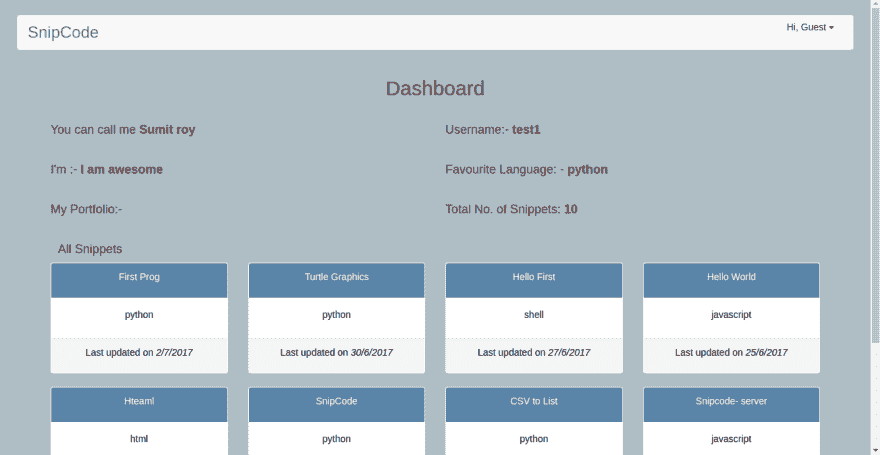 SnipCode
Hi, Guest
Dashboard
You can call me Sumit roy
Username:- test1
I'm :- I am awesome
Favourite Language: - python
My Portfolio:-
Total No. of Snippets: 10
All Snippets
First Prog
Turtle Graphics
Hello First
Hello World
python
python
shell
javascript
Last updated on 2/7/2017
Last updated on 30/6/2017
Last updated on 27/6/2017
Last updated on 25/6/2017
Hteaml
SnipCode
CSV to List
Snipcode- server
html
python
python
javascript